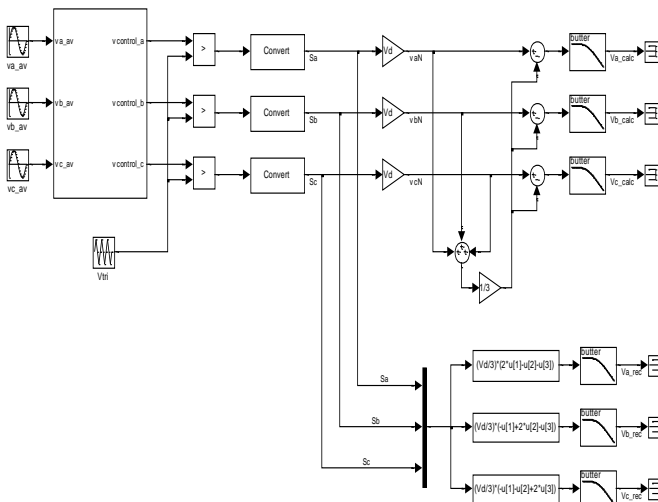 va_av
va_av
vcontrol_a
>
Convert
Sa
Vd
vaN
butter
Va_calc
vb_av
vb_av
vcontrol_b
>
Convert
Sb
Vd
vbN
butter
Vb_calc
vc_av
vc_av
vcontrol_c
>
Convert
Sc
Vd
vcN
butter
Vc_calc
Vtri
1/3
Sa
Sb
Sc
(Vd/3)*(2*u[1]-u[2]-u[3])
butter
Va_rec
(Vd/3)*(-u[1]+2*u[2]-u[3])
butter
Vb_rec
(Vd/3)*(-u[1]-u[2]+2*u[3])
butter
Vc_rec